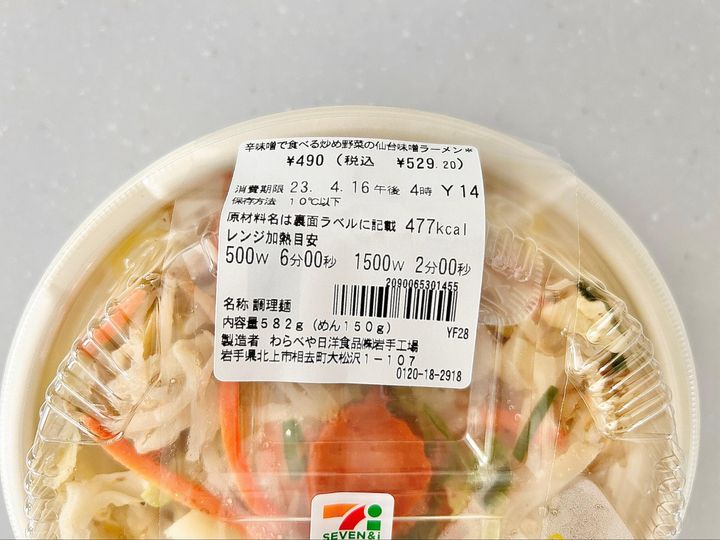 辛味噌で食べる炒め野菜の仙台味噌ラーメン*
¥490(税込 ¥529.20)
消費期限 23. 4. 16午後 4時 Y14
保存方法 10℃以下
原材料名は裏面ラベルに記載 477kcal
レンジ加熱目安
500W 6分00秒 1500W 2分00秒
2090065301455
名称 調理麺
内容量582g(めん150g) YF28
製造者 わらべや日洋食品㈱岩手工場
岩手県北上市相去町大松沢1-107
0120-18-2918
7
SEVEN&i